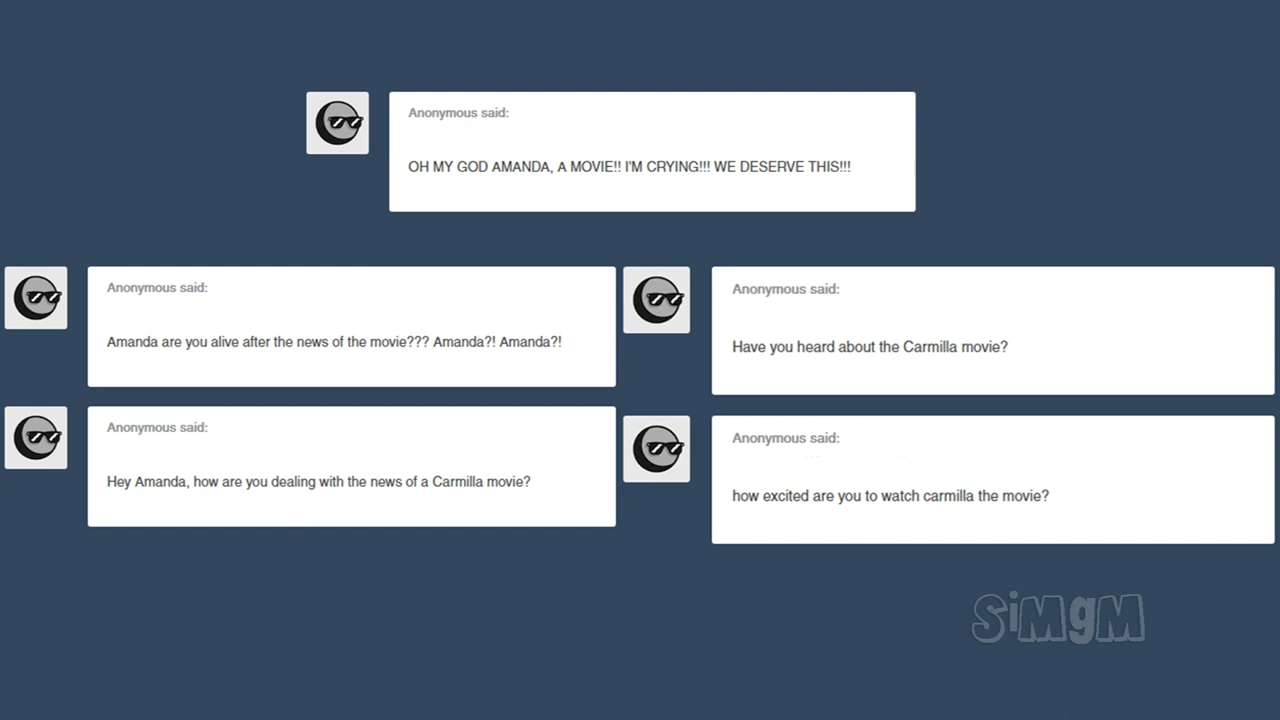 Anonymous said:
OH MY GOD AMANDA, A MOVIE!! I'M CRYING!!! WE DESERVE THIS!!!
Anonymous said:
Amanda are you alive after the news of the movie??? Amanda?! Amanda?!
Anonymous said:
Have you heard about the Carmilla movie?
Anonymous said:
Hey Amanda, how are you dealing with the news of a Carmilla movie?
Anonymous said:
how excited are you to watch carmilla the movie?
SiMgM